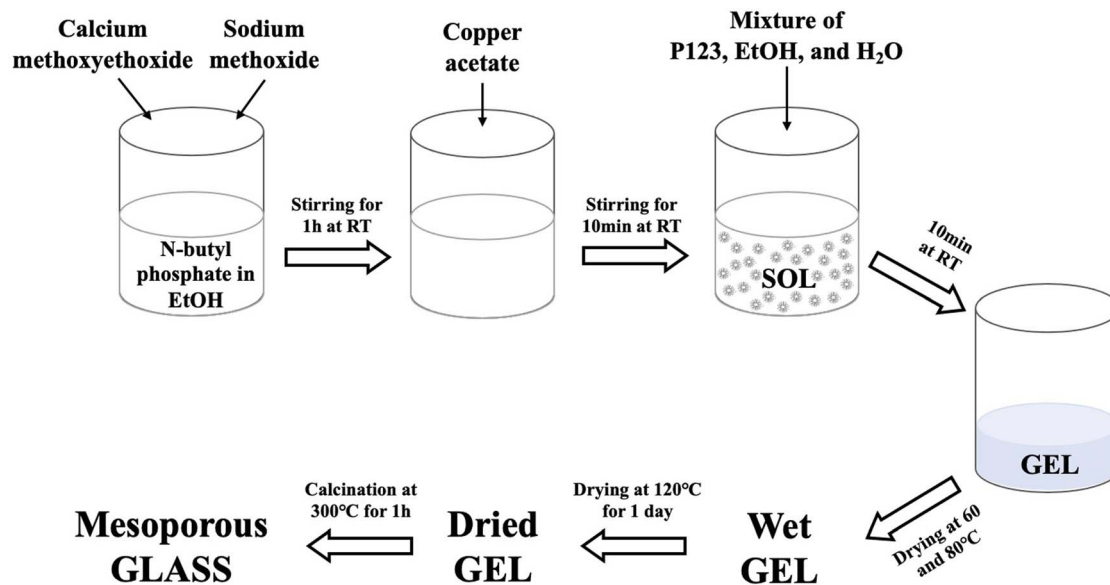 Calcium
methoxyethoxide
Sodium
methoxide
N-butyl
phosphate in
EtOH
Stirring for
1h at RT
Copper
acetate
Stirring for
10min at RT
Mixture of
P123, EtOH, and H₂O
SOL
10min
at RT
GEL
Drying at 60
and 80°C
Wet
GEL
Drying at 120°C
for 1 day
Dried
GEL
Calcination at
300°C for 1h
Mesoporous
GLASS